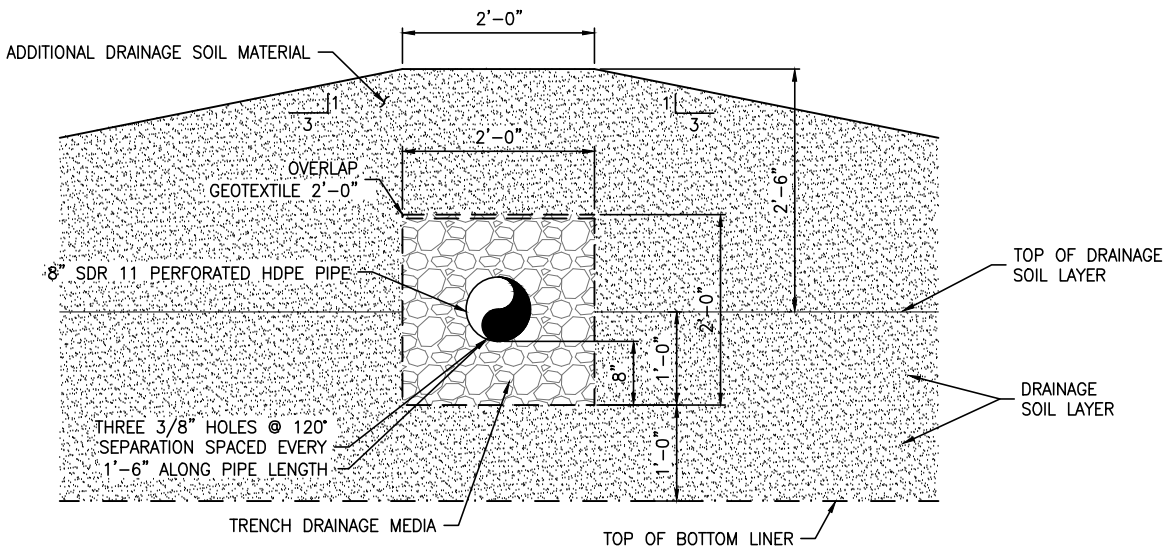 2'-0"
ADDITIONAL DRAINAGE SOIL MATERIAL
1
3
1
3
2'-0"
OVERLAP
GEOTEXTILE 2'-0"
2'-6"
8" SDR 11 PERFORATED HDPE PIPE
TOP OF DRAINAGE
SOIL LAYER
2'-0"
1'-0"
8"
DRAINAGE
SOIL LAYER
THREE 3/8" HOLES @ 120°
SEPARATION SPACED EVERY
1'-6" ALONG PIPE LENGTH
1'-0"
TRENCH DRAINAGE MEDIA
TOP OF BOTTOM LINER